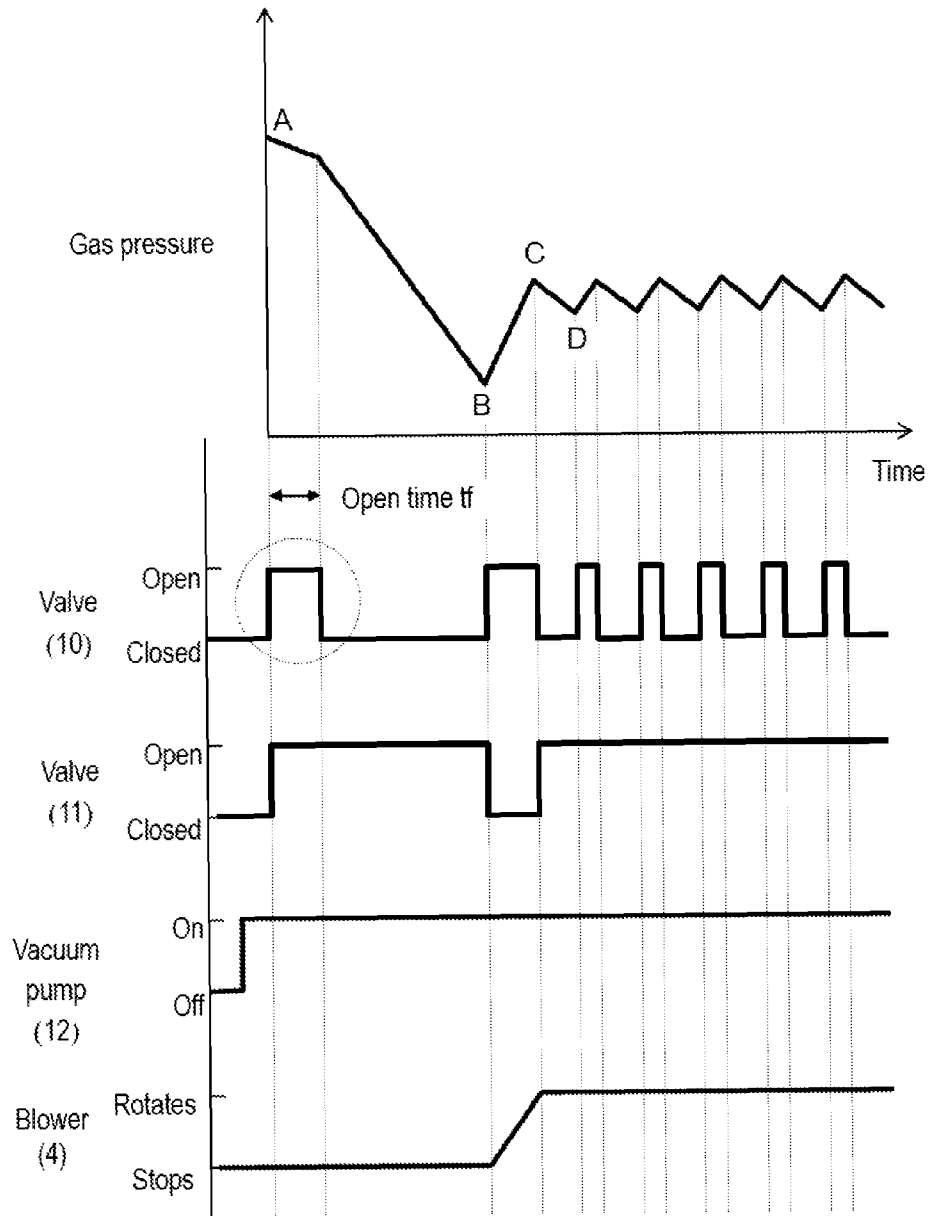 A
Gas pressure
C
D
B
Time
Open time tf
Open
Valve
(10)
Closed
Open
Valve
(11)
Closed
On
Vacuum
pump
Off
(12)
Rotates
Blower
(4)
Stops